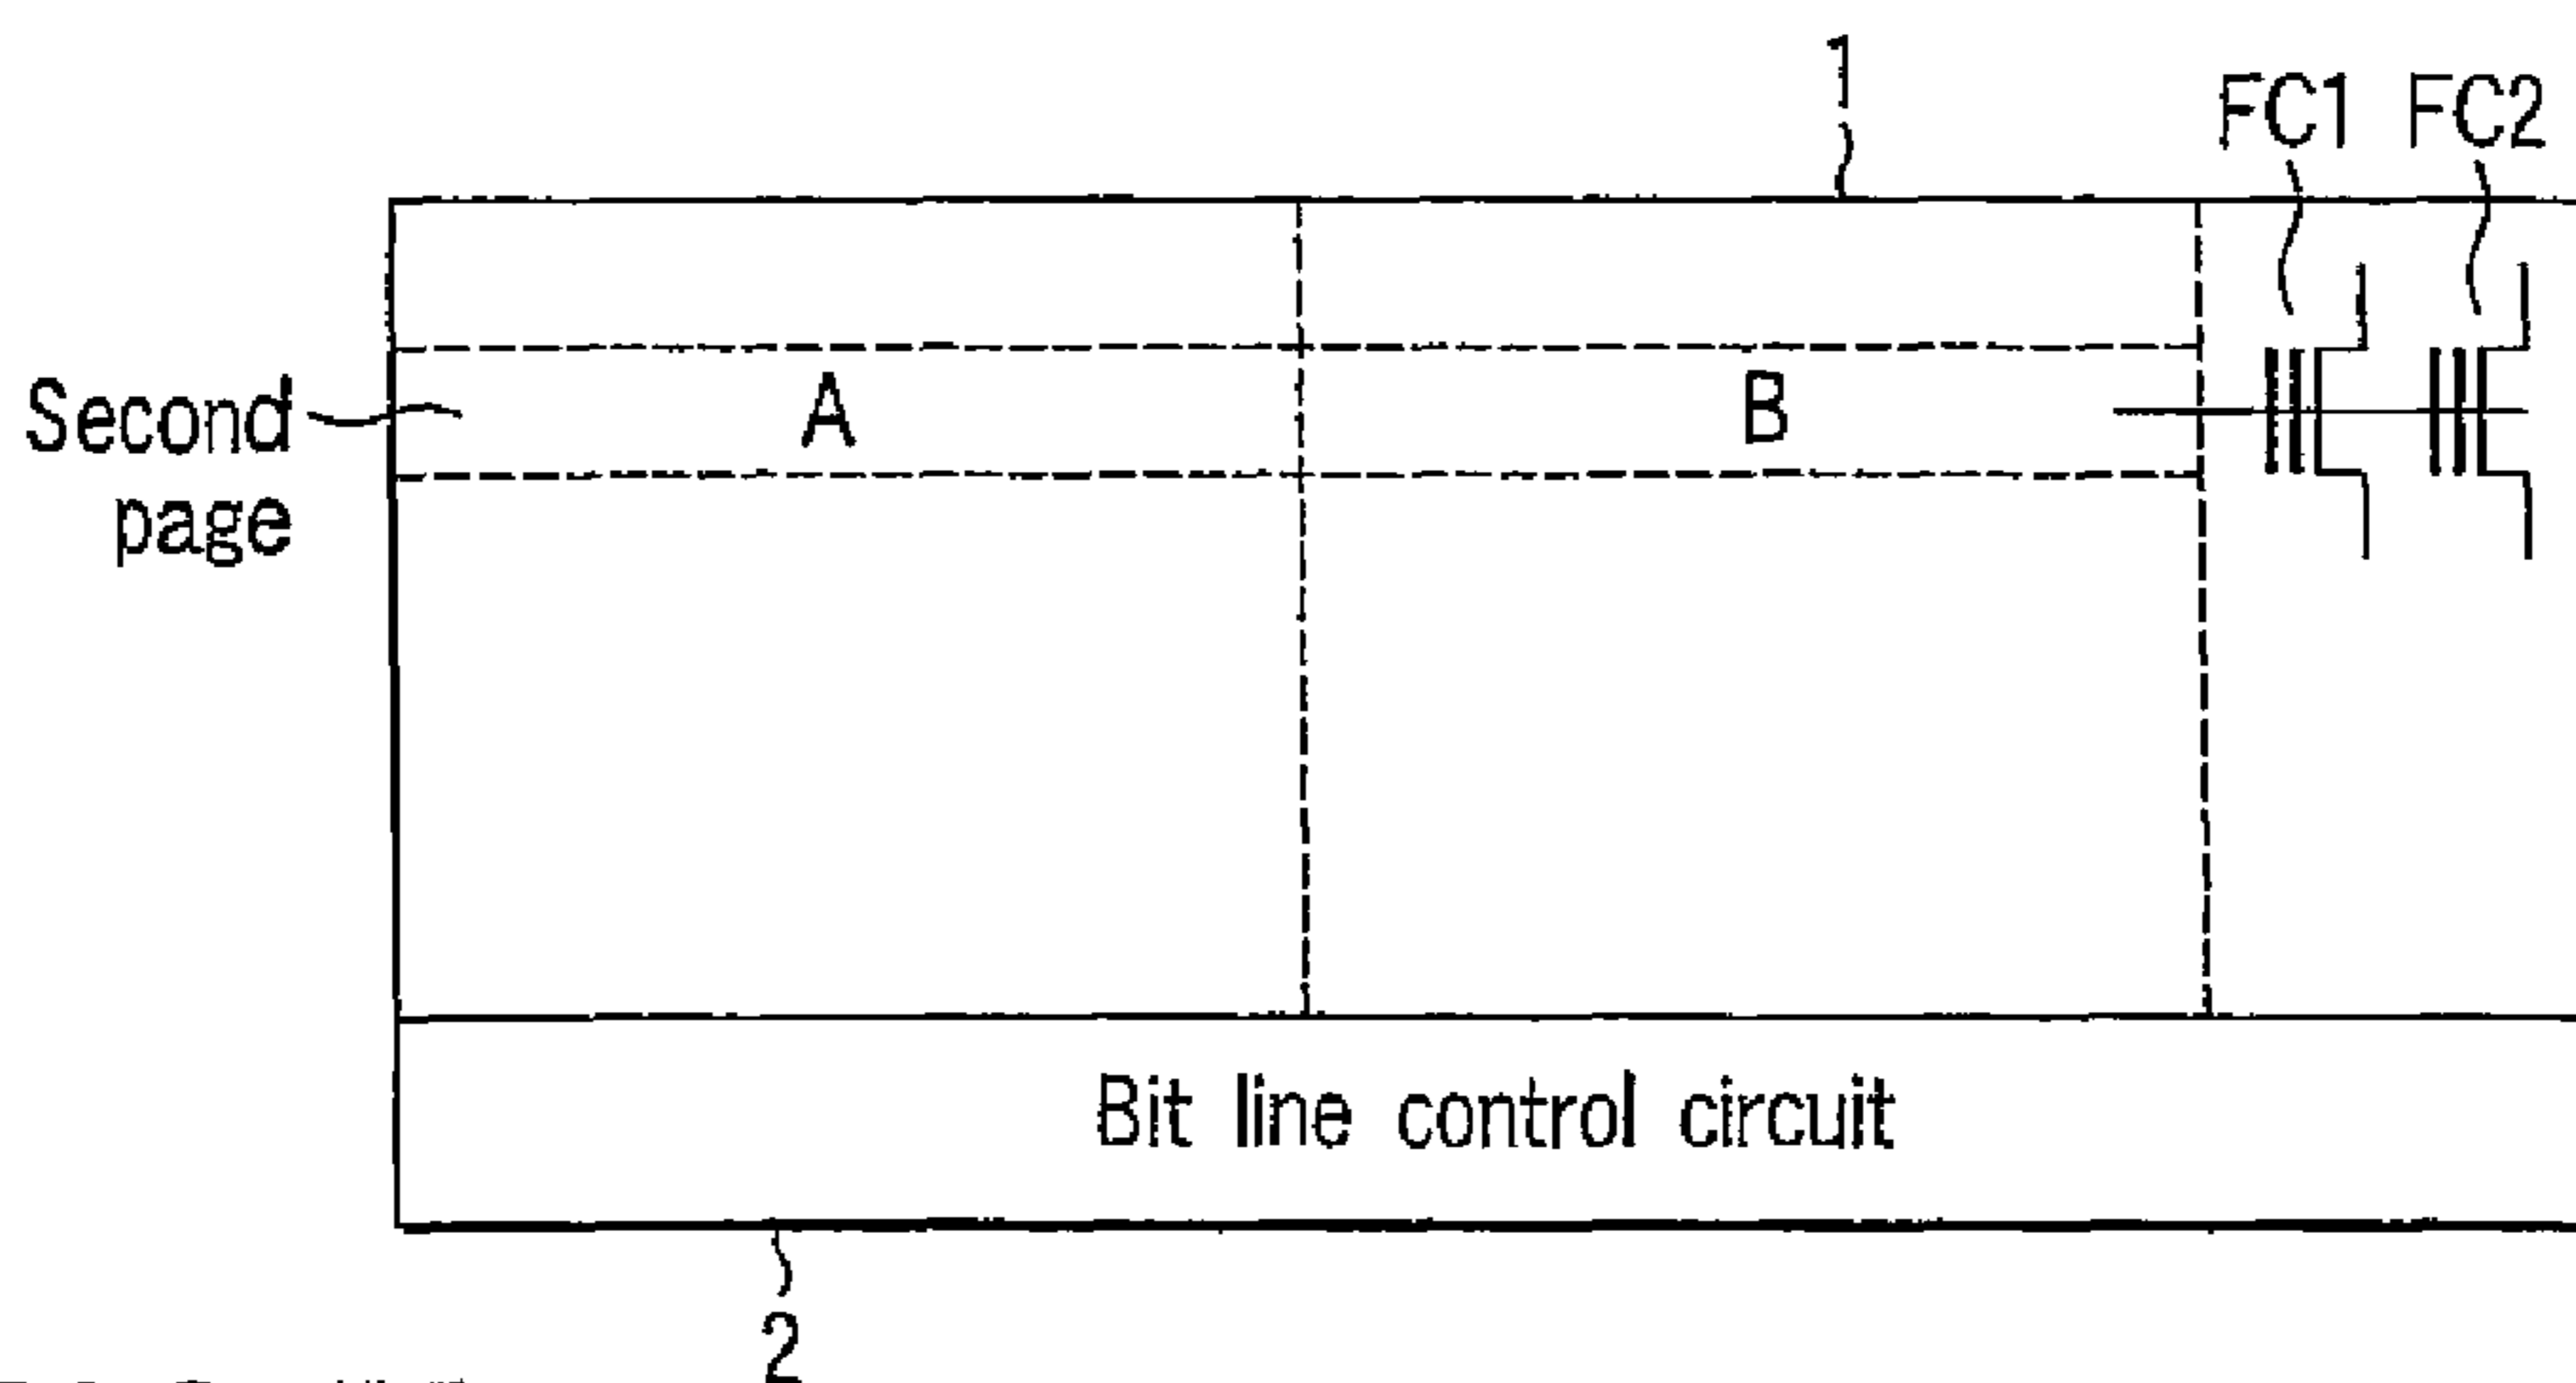 1
FC1 FC2
Second
page
A
B
Bit line control circuit
2